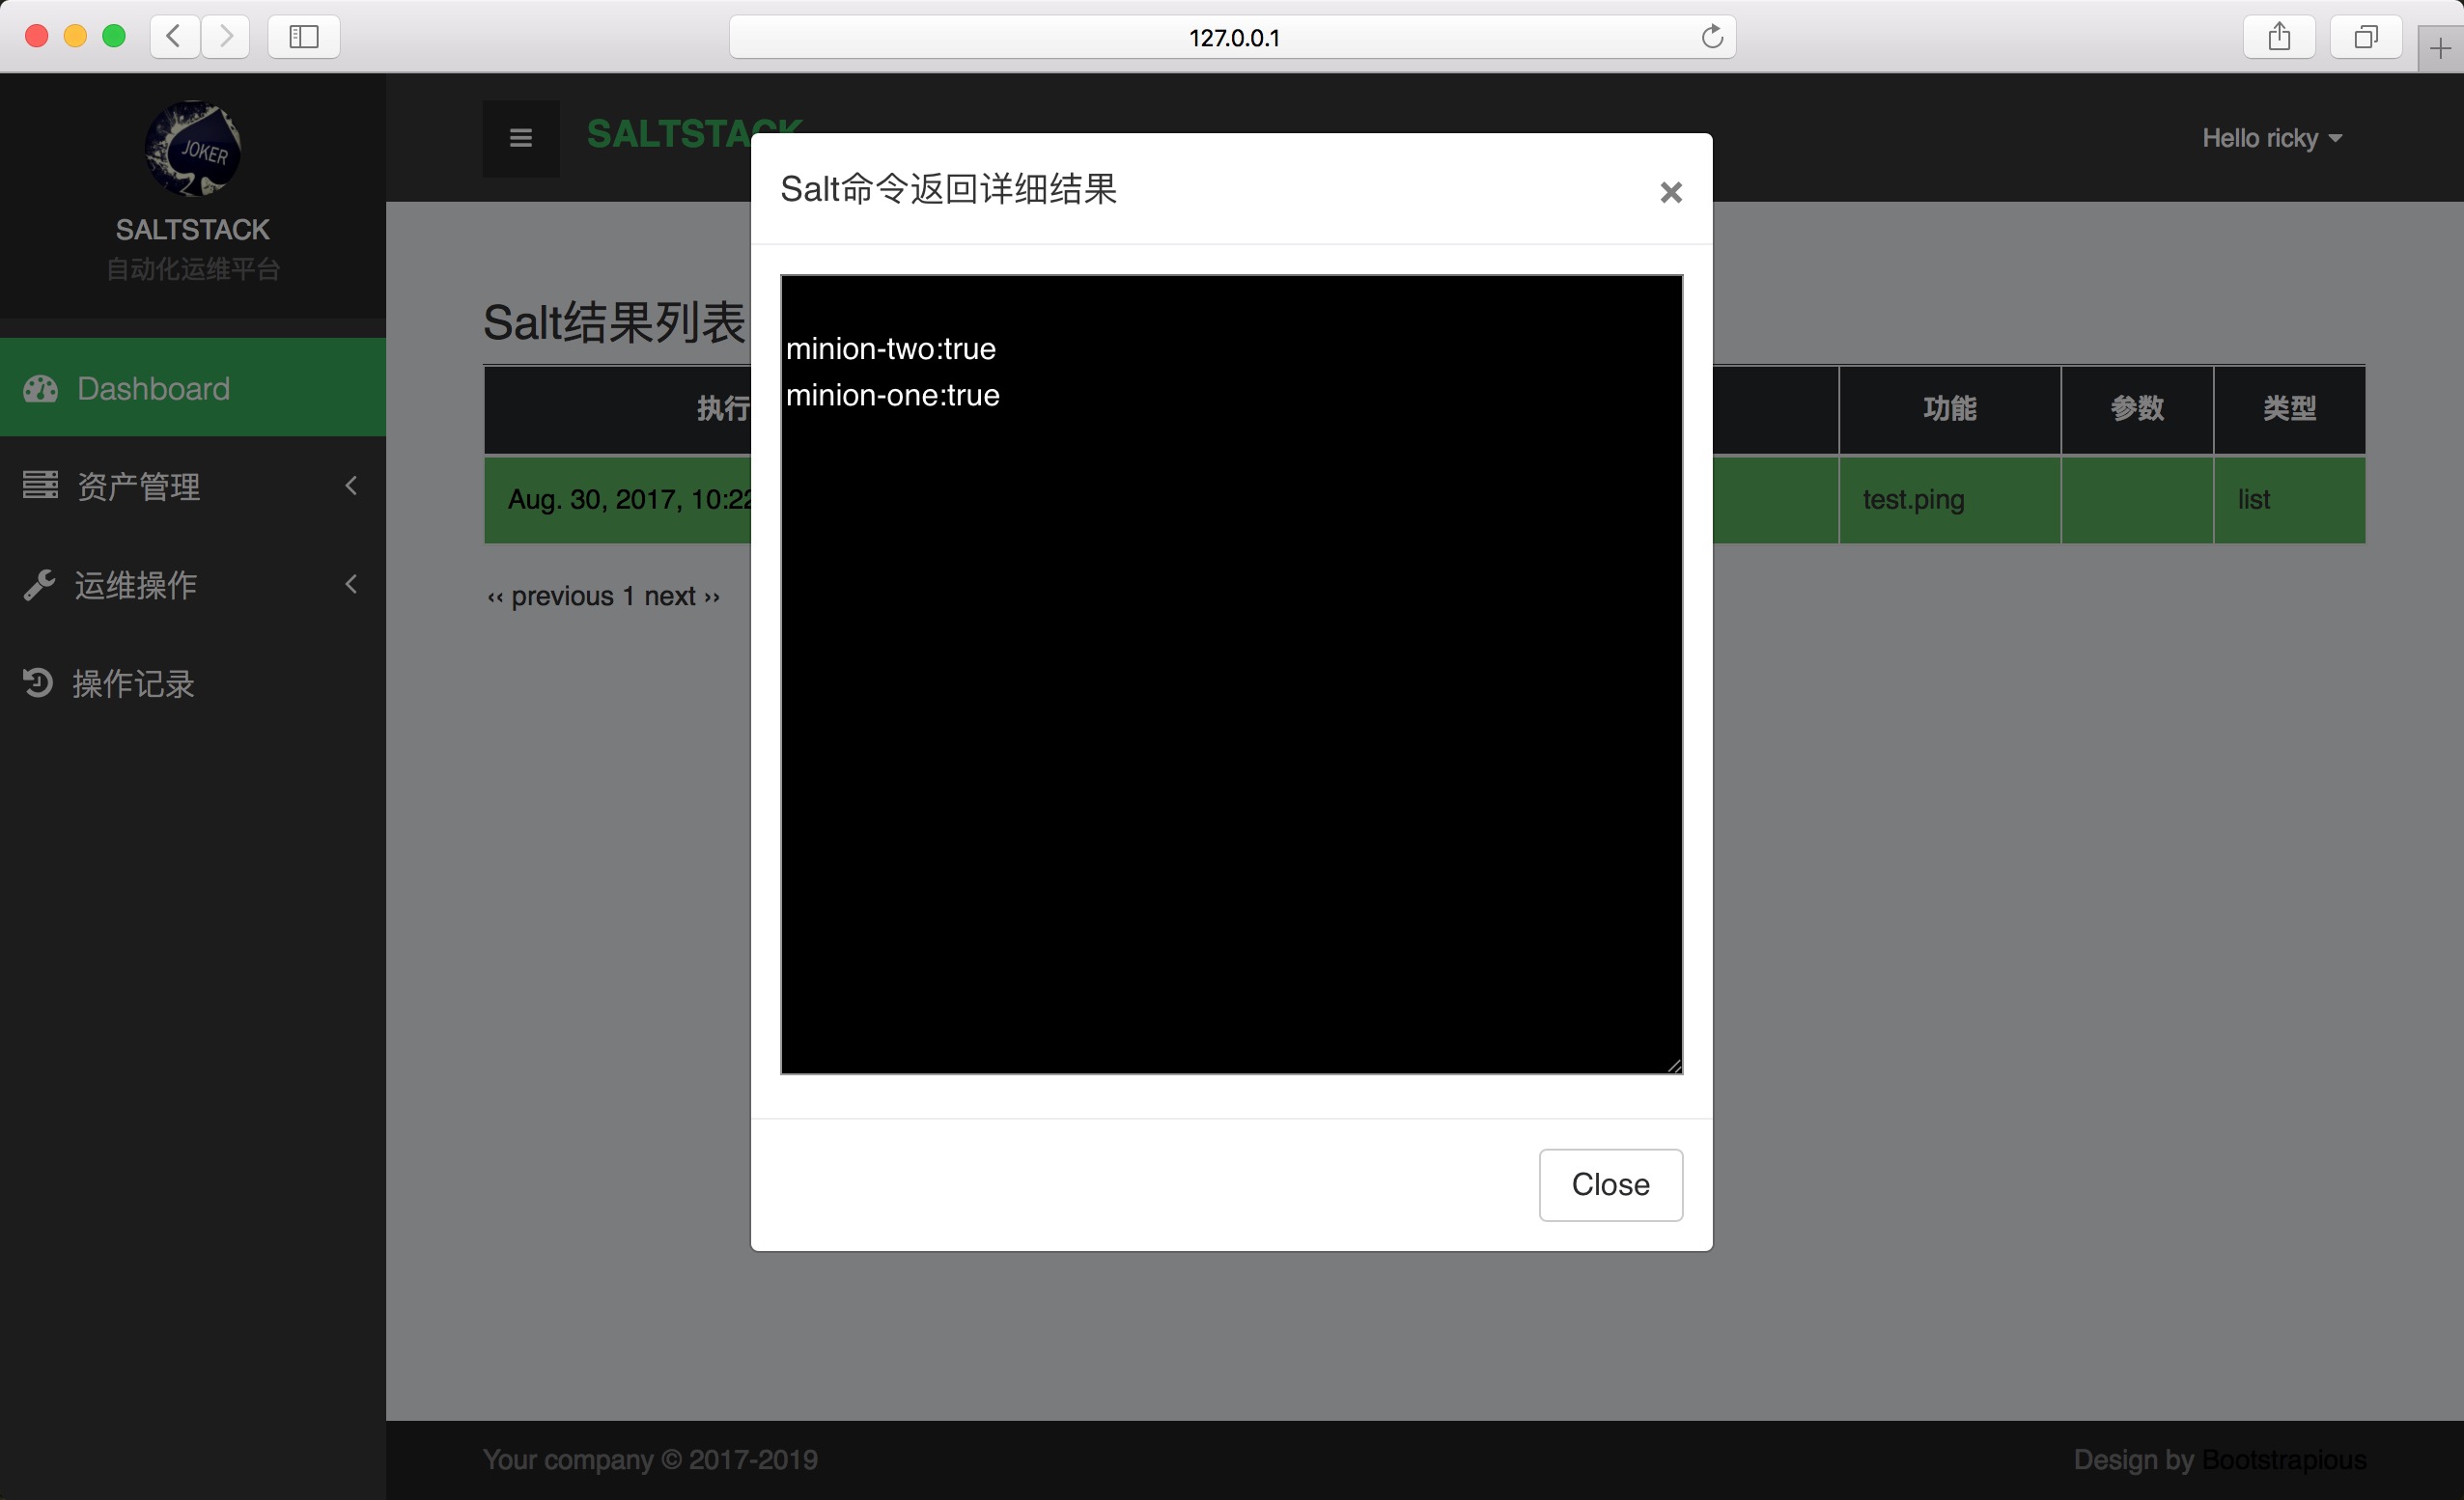 127.0.0.1
JOKER
SALTSTACK
自动化运维平台
Dashboard
资产管理
运维操作
操作记录
SALTSTACK
Hello ricky
Salt命令返回详细结果
×
minion-two:true
minion-one:true
Close
Salt结果列表
执行 功能 参数 类型
Aug. 30, 2017, 10:22 test.ping list
‹‹ previous 1 next ››
Your company © 2017-2019
Design by Bootstrapious